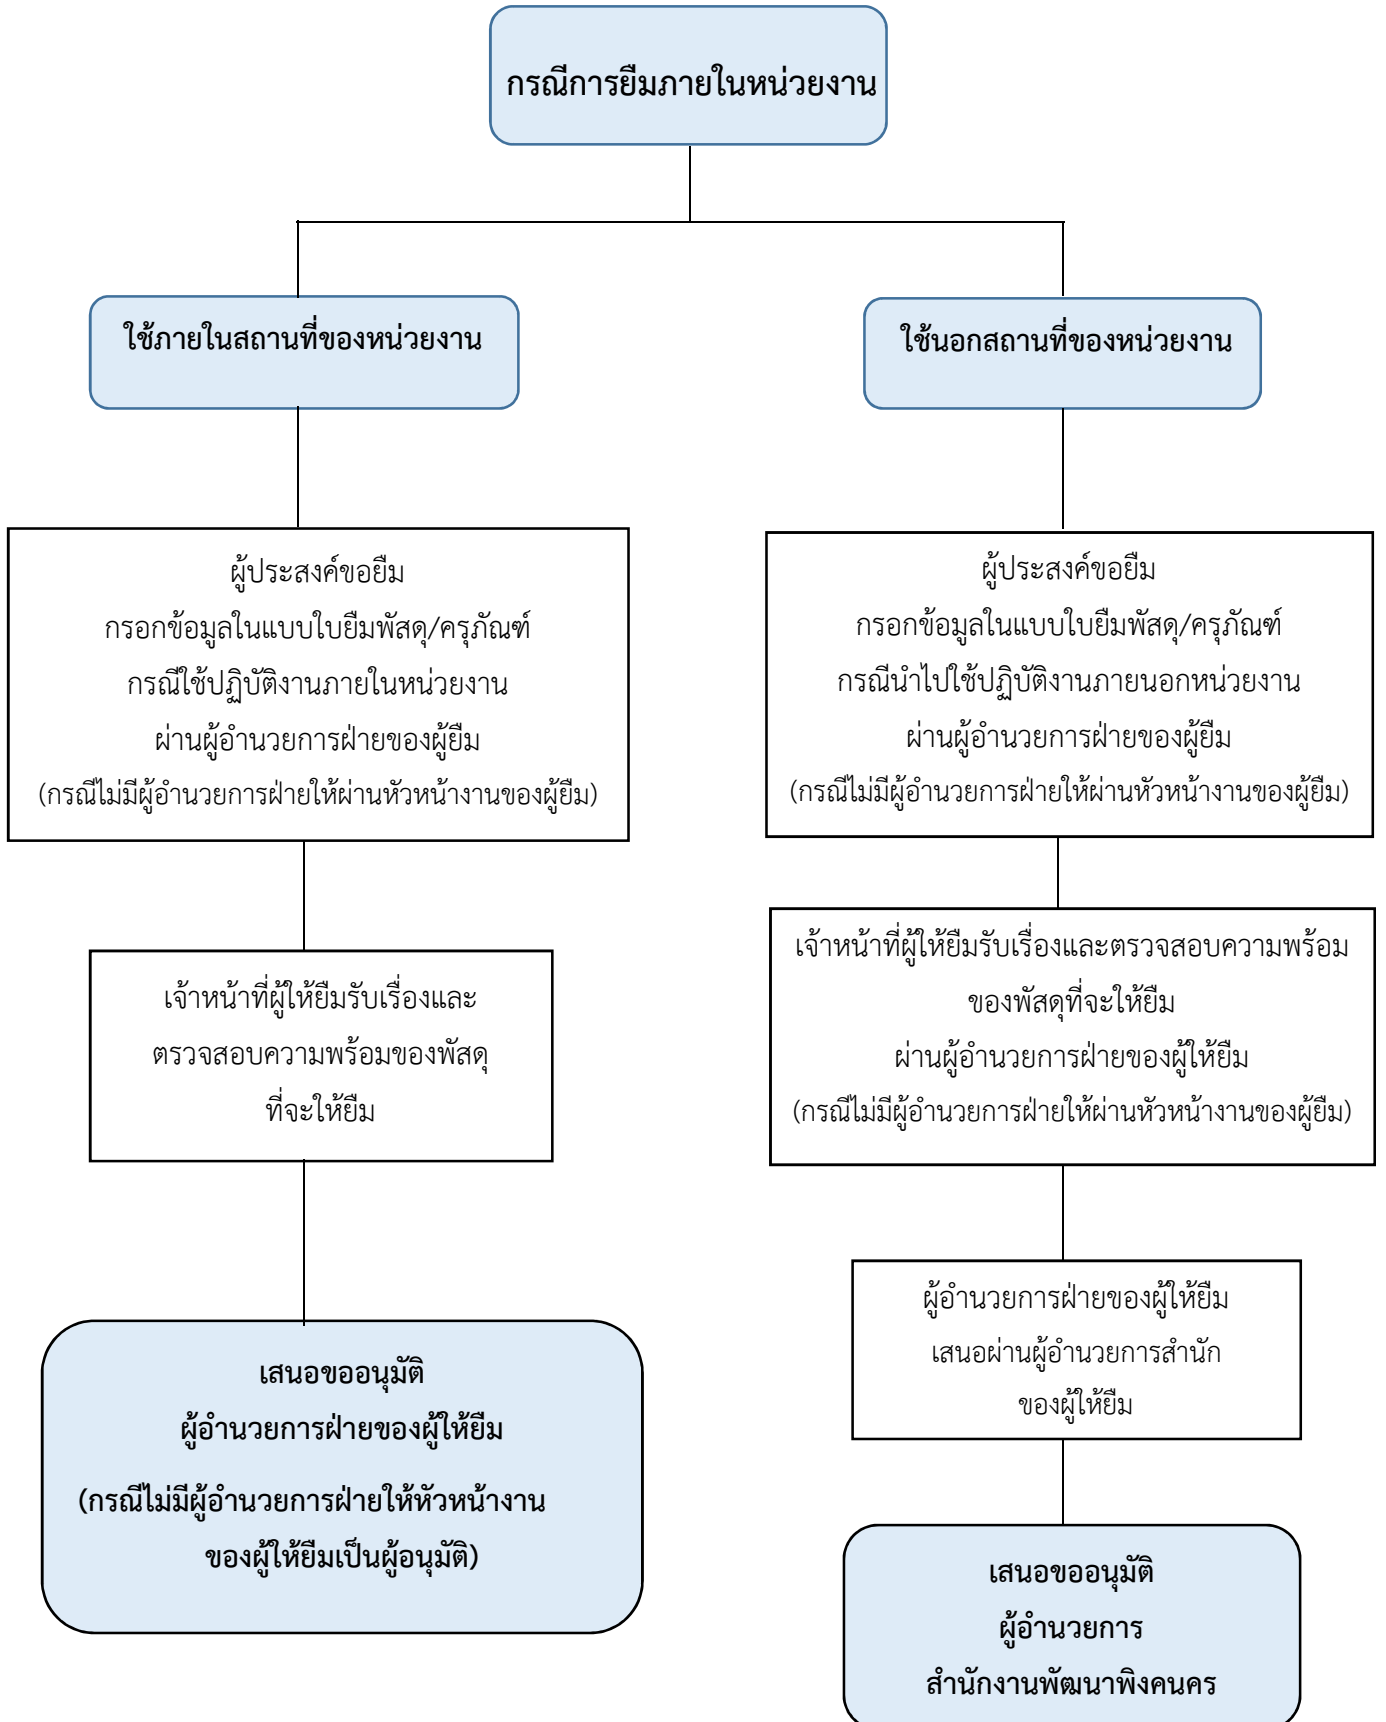 กรณีการยืมภายในหน่วยงาน
ใช้ภายในสถานที่ของหน่วยงาน
ใช้นอกสถานที่ของหน่วยงาน
ผู้ประสงค์ขอยืม
กรอกข้อมูลในแบบใบยืมพัสดุ/ครุภัณฑ์
กรณีใช้ปฏิบัติงานภายในหน่วยงาน
ผ่านผู้อำนวยการฝ่ายของผู้ยืม
(กรณีไม่มีผู้อำนวยการฝ่ายให้ผ่านหัวหน้างานของผู้ยืม)
ผู้ประสงค์ขอยืม
กรอกข้อมูลในแบบใบยืมพัสดุ/ครุภัณฑ์
กรณีนำไปใช้ปฏิบัติงานภายนอกหน่วยงาน
ผ่านผู้อำนวยการฝ่ายของผู้ยืม
(กรณีไม่มีผู้อำนวยการฝ่ายให้ผ่านหัวหน้างานของผู้ยืม)
เจ้าหน้าที่ผู้ให้ยืมรับเรื่องและ
ตรวจสอบความพร้อมของพัสดุ
ที่จะให้ยืม
เจ้าหน้าที่ผู้ให้ยืมรับเรื่องและตรวจสอบความพร้อม
ของพัสดุที่จะให้ยืม
ผ่านผู้อำนวยการฝ่ายของผู้ให้ยืม
(กรณีไม่มีผู้อำนวยการฝ่ายให้ผ่านหัวหน้างานของผู้ยืม)
ผู้อำนวยการฝ่ายของผู้ให้ยืม
เสนอผ่านผู้อำนวยการสำนัก
ของผู้ให้ยืม
เสนอขออนุมัติ
ผู้อำนวยการฝ่ายของผู้ให้ยืม
(กรณีไม่มีผู้อำนวยการฝ่ายให้หัวหน้างาน
ของผู้ให้ยืมเป็นผู้อนุมัติ)
เสนอขออนุมัติ
ผู้อำนวยการ
สำนักงานพัฒนาพิงคนคร